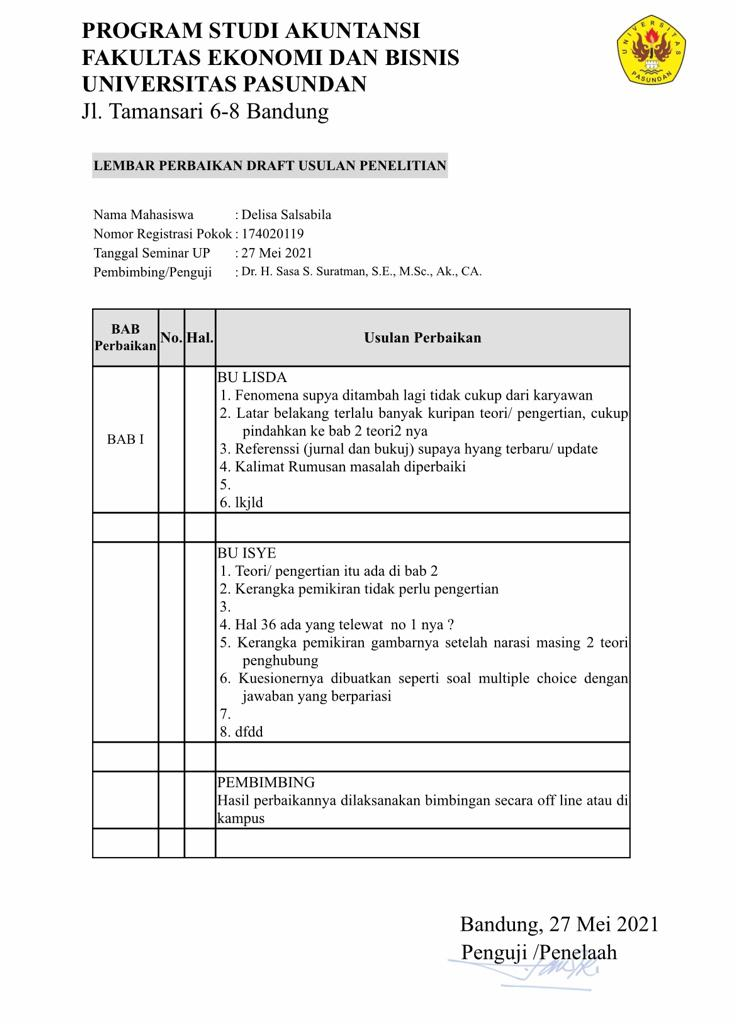 PROGRAM STUDI AKUNTANSI
FAKULTAS EKONOMI DAN BISNIS
UNIVERSITAS PASUNDAN
Jl. Tamansari 6-8 Bandung
UNIVERSITAS
PASUNDAN
LEMBAR PERBAIKAN DRAFT USULAN PENELITIAN
Nama Mahasiswa : Delisa Salsabila
Nomor Registrasi Pokok : 174020119
Tanggal Seminar UP : 27 Mei 2021
Pembimbing/Penguji : Dr. H. Sasa S. Suratman, S.E., M.Sc., Ak., CA.
BAB Perbaikan No. Hal. Usulan Perbaikan
BAB I
BU LISDA
1. Fenomena supya ditambah lagi tidak cukup dari karyawan
2. Latar belakang terlalu banyak kuripan teori/ pengertian, cukup
pindahkan ke bab 2 teori2 nya
3. Referenssi (jurnal dan bukuj) supaya hyang terbaru/ update
4. Kalimat Rumusan masalah diperbaiki
5.
6. lkjld
BU ISYE
1. Teori/ pengertian itu ada di bab 2
2. Kerangka pemikiran tidak perlu pengertian
3.
4. Hal 36 ada yang telewat no 1 nya ?
5. Kerangka pemikiran gambarnya setelah narasi masing 2 teori
penghubung
6. Kuesionernya dibuatkan seperti soal multiple choice dengan
jawaban yang berpariasi
7.
8. dfdd
PEMBIMBING
Hasil perbaikannya dilaksanakan bimbingan secara off line atau di
kampus
Bandung, 27 Mei 2021
Penguji /Penelaah